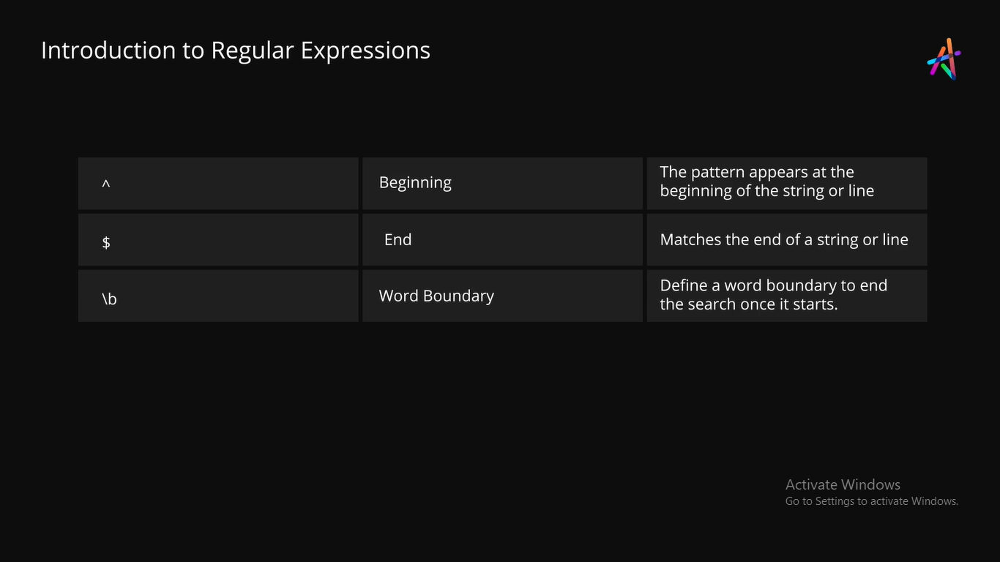 Introduction to Regular Expressions
^
Beginning
The pattern appears at the
beginning of the string or line
$
End
Matches the end of a string or line
\b
Word Boundary
Define a word boundary to end
the search once it starts.
Activate Windows
Go to Settings to activate Windows.